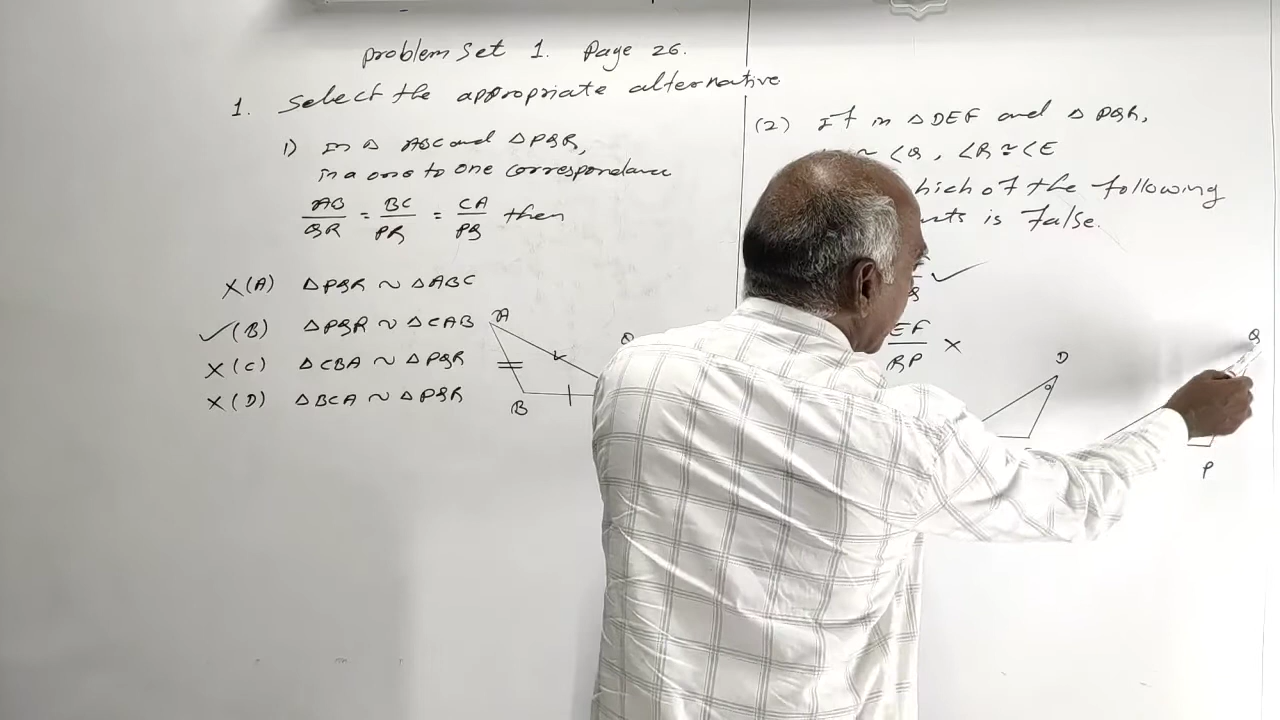 problem Set 1. Page 26.
1. Select the appropriate alternative
1) In △ ABC and △PQR,
in a one to one correspondance
AB/QR = BC/PR = CA/PQ then
X (A) △PQR ~ △ABC
✓ (B) △PQR ~ △CAB
X (C) △CBA ~ △PQR
X (D) △BCA ~ △PQR
A
B
(2) If in △DEF and △PQR,
≅ ∠Q, ∠R ≅ ∠E
which of the following
is False.
✓
EF/RP X
D
Q
P